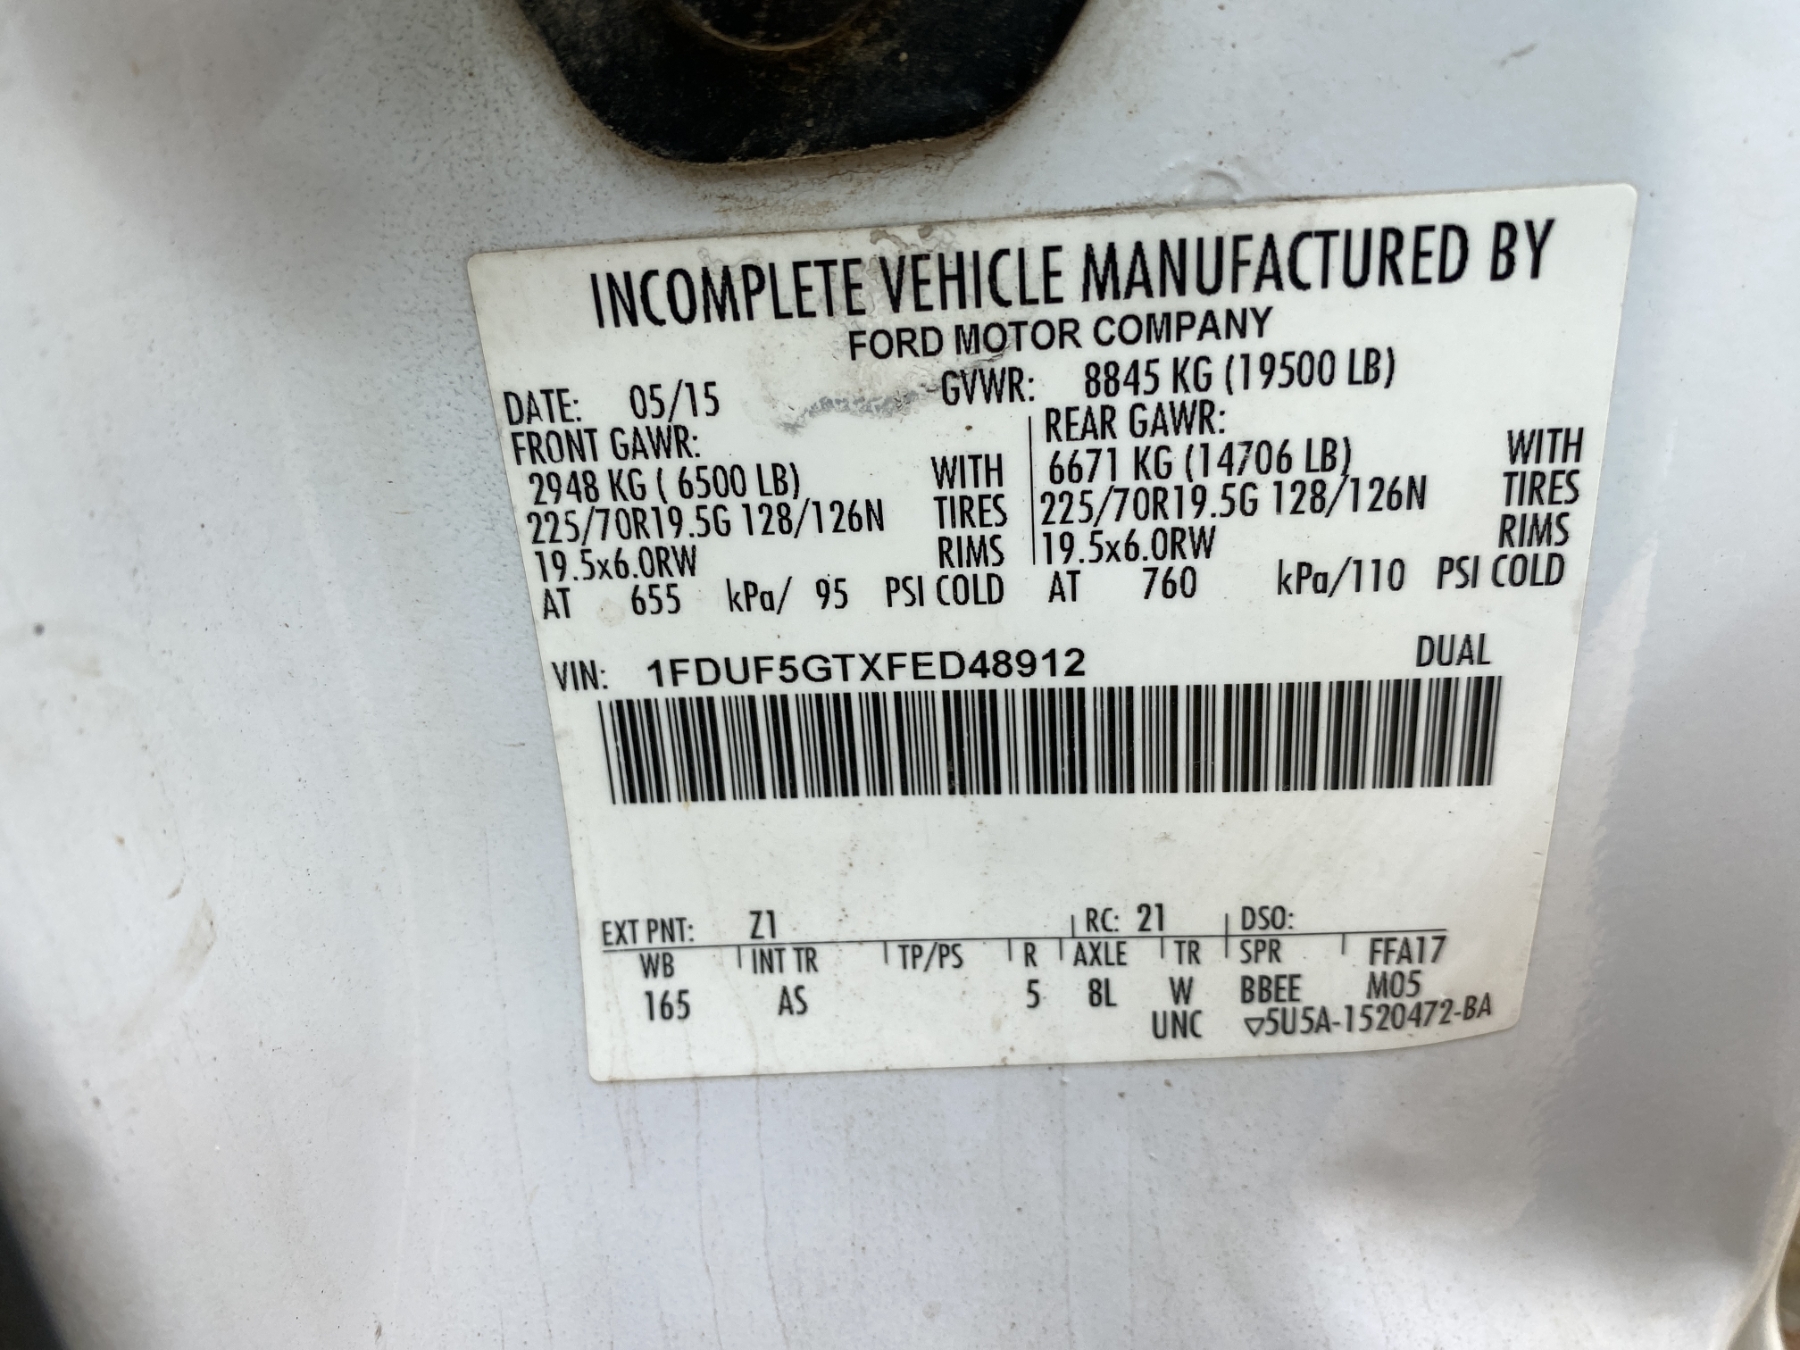 INCOMPLETE VEHICLE MANUFACTURED BY
FORD MOTOR COMPANY
DATE: 05/15 GVWR: 8845 KG (19500 LB)
FRONT GAWR: REAR GAWR:
2948 KG ( 6500 LB) WITH 6671 KG (14706 LB) WITH
225/70R19.5G 128/126N TIRES 225/70R19.5G 128/126N TIRES
19.5x6.0RW RIMS 19.5x6.0RW RIMS
AT 655 kPa/ 95 PSI COLD AT 760 kPa/110 PSI COLD
VIN: 1FDUF5GTXFED48912 DUAL
EXT PNT: Z1 RC: 21 DSO:
WB INT TR TP/PS R AXLE TR SPR FFA17
165 AS 5 8L W BBEE M05
UNC ▽5U5A-1520472-BA